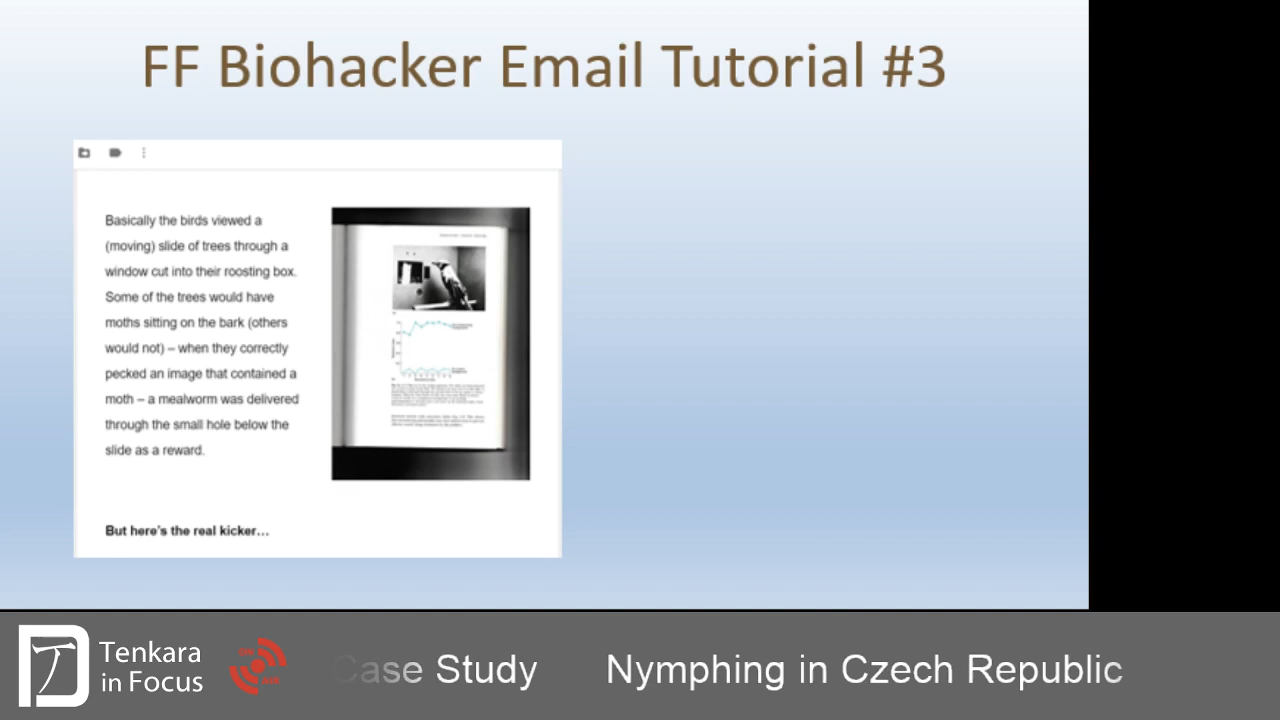 FF Biohacker Email Tutorial #3
Basically the birds viewed a
(moving) slide of trees through a
window cut into their roosting box.
Some of the trees would have
moths sitting on the bark (others
would not) – when they correctly
pecked an image that contained a
moth – a mealworm was delivered
through the small hole below the
slide as a reward.
But here's the real kicker…
Tenkara
in Focus
Case Study Nymphing in Czech Republic